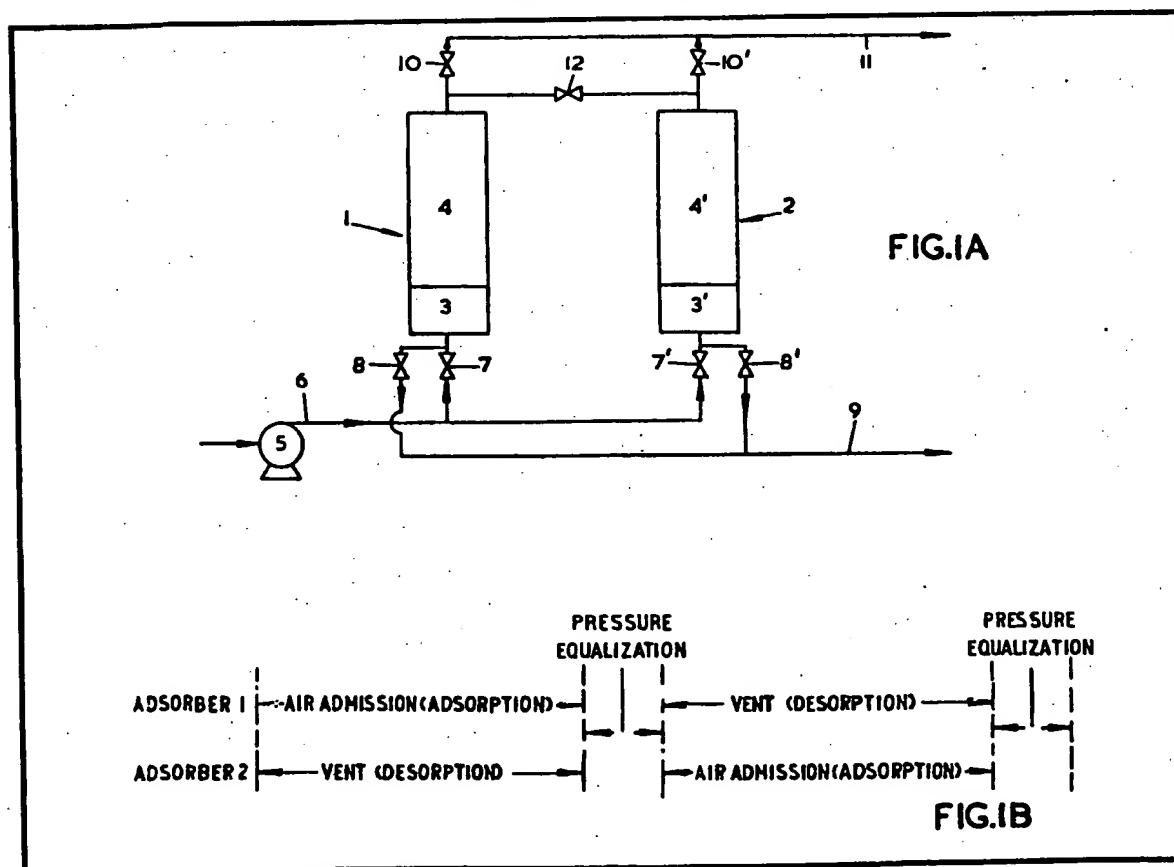 10
12
10'
11
4
4'
1
2
FIG.1A
3
3'
8
7
7'
8'
6
9
5
PRESSURE
EQUALIZATION
PRESSURE
EQUALIZATION
ADSORBER 1 AIR ADMISSION(ADSORPTION) VENT (DESORPTION)
ADSORBER 2 VENT (DESORPTION) AIR ADMISSION(ADSORPTION)
FIG.1B